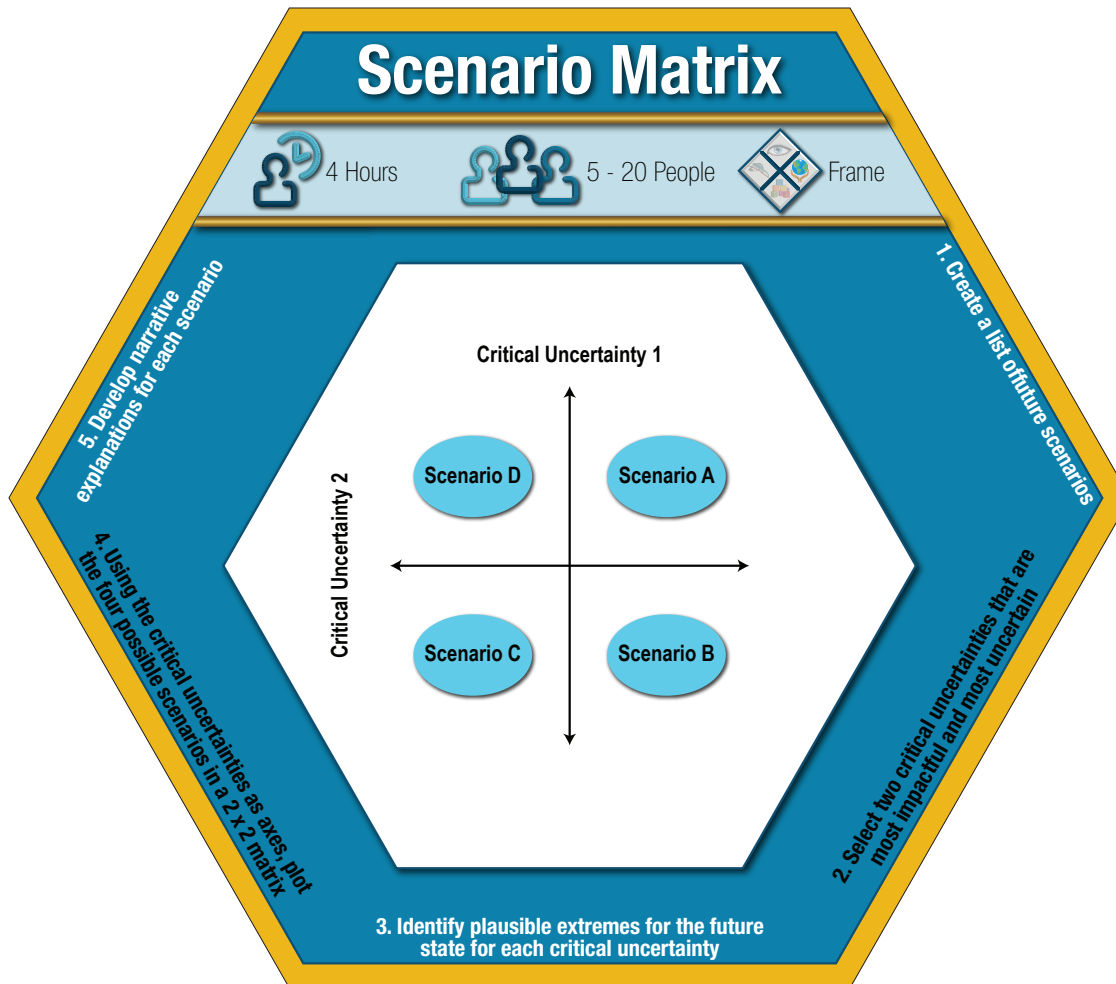 Scenario Matrix
4 Hours
5 - 20 People
Frame
1. Create a list offuture scenarios
2. Select two critical uncertainties that are
most impactful and most uncertain
3. Identify plausible extremes for the future
state for each critical uncertainty
4. Using the critical uncertainties as axes, plot
the four possible scenarios in a 2 x 2 matrix
5. Develop narrative
explanations for each scenario
Critical Uncertainty 1
Critical Uncertainty 2
Scenario D
Scenario A
Scenario C
Scenario B